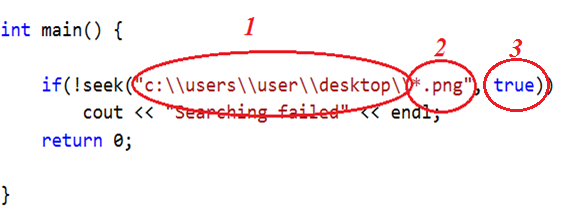 1 2 3
int main() {
if(!seek("c:\\users\\user\\desktop\\*.png", true))
cout << "Searching failed" << endl;
return 0;
}